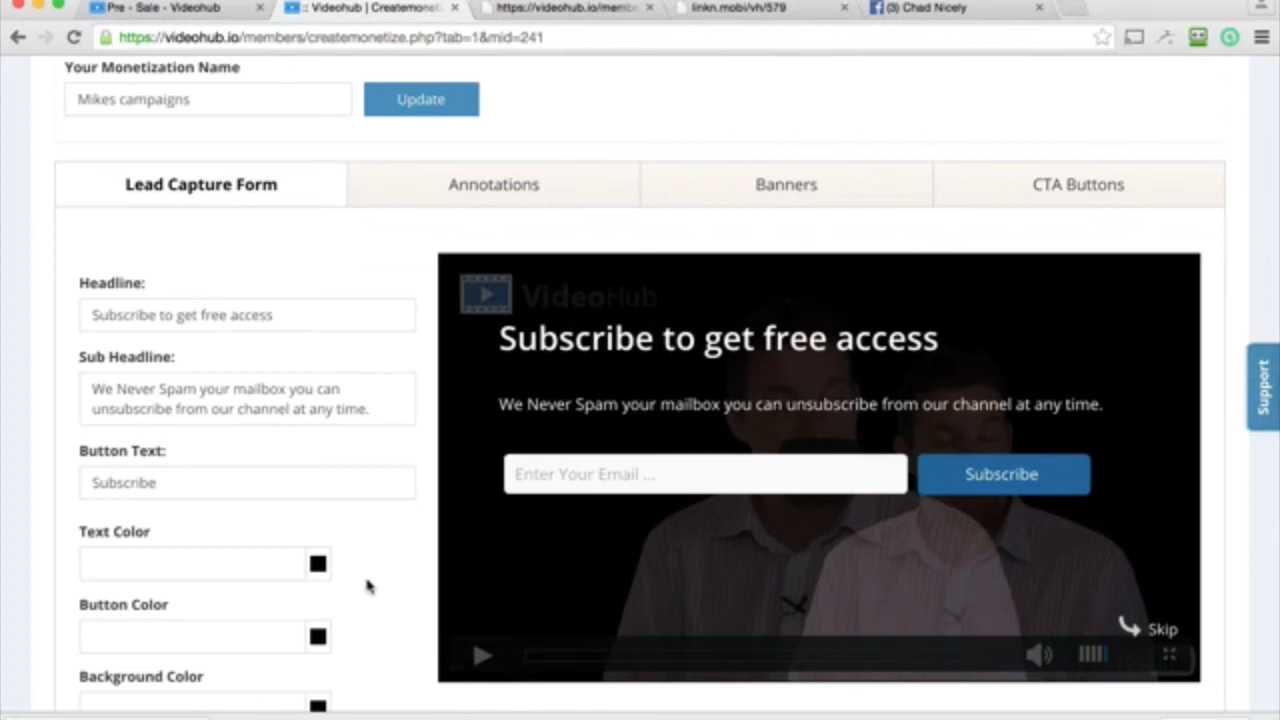 Pre - Sale - Videohub
:: Videohub | Createmonet
https://videohub.io/memb
linkn.mobi/vh/579
(3) Chad Nicely
https://videohub.io/members/createmonetize.php?tab=1&mid=241
Your Monetization Name
Mikes campaigns
Update
Lead Capture Form
Annotations
Banners
CTA Buttons
Headline:
Subscribe to get free access
Sub Headline:
We Never Spam your mailbox you can
unsubscribe from our channel at any time.
Button Text:
Subscribe
Text Color
Button Color
Background Color
VideoHub
Subscribe to get free access
We Never Spam your mailbox you can unsubscribe from our channel at any time.
Enter Your Email ...
Subscribe
Skip
Support